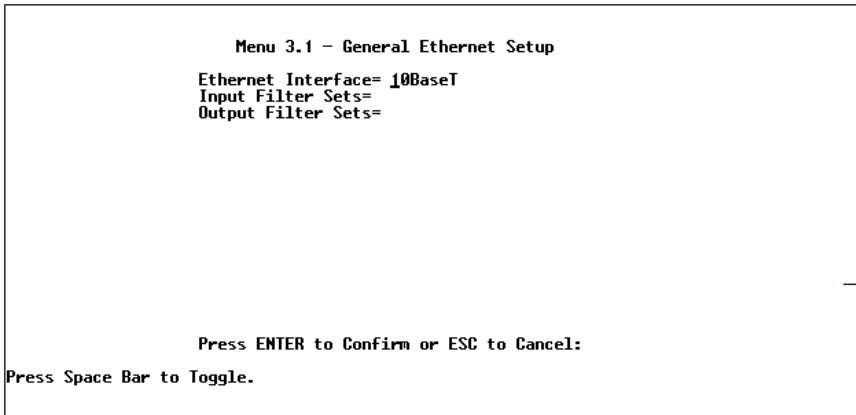 Menu 3.1 - General Ethernet Setup
Ethernet Interface= 10BaseT
Input Filter Sets=
Output Filter Sets=
Press ENTER to Confirm or ESC to Cancel:
Press Space Bar to Toggle.